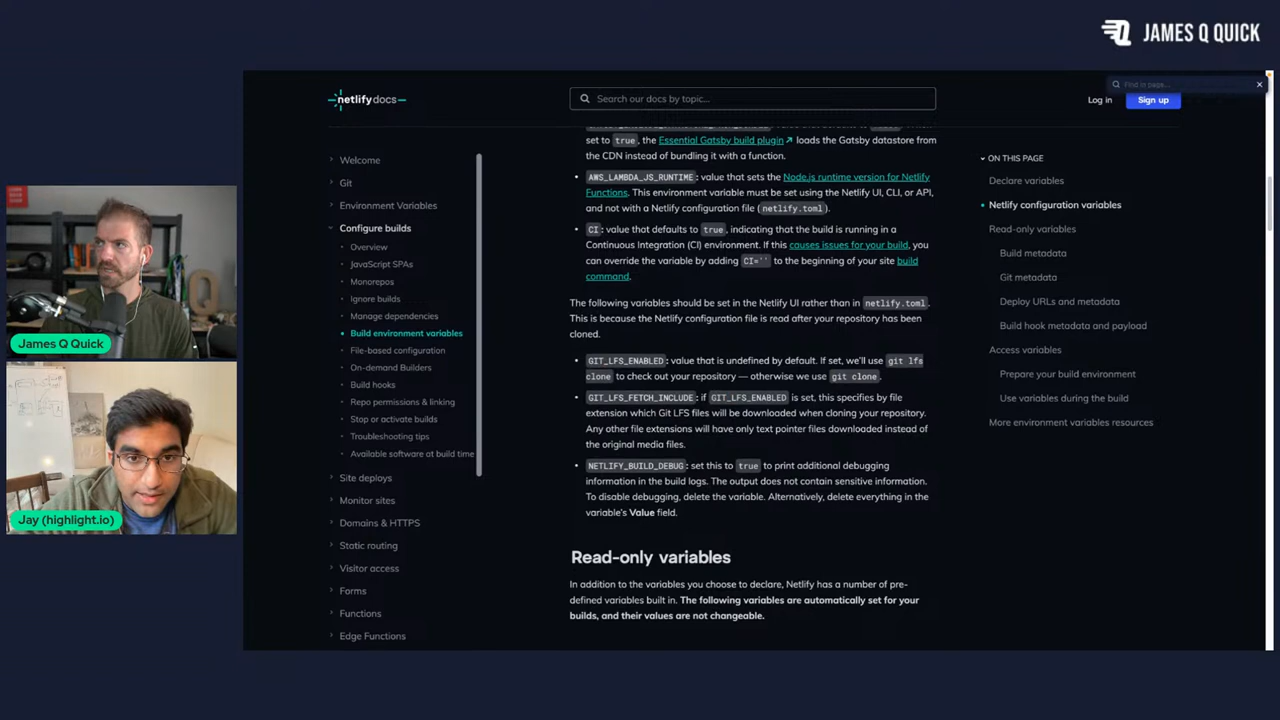 JAMES Q QUICK
netlifydocs
Search our docs by topic...
Find in page...
Log in
Sign up
Welcome
Git
Environment Variables
Configure builds
Overview
JavaScript SPAs
Monorepos
Ignore builds
Manage dependencies
Build environment variables
File-based configuration
On-demand Builders
Build hooks
Repo permissions & linking
Stop or activate builds
Troubleshooting tips
Available software at build time
Site deploys
Monitor sites
Domains & HTTPS
Static routing
Visitor access
Forms
Functions
Edge Functions
set to true, the Essential Gatsby build plugin loads the Gatsby datastore from
the CDN instead of bundling it with a function.
AWS_LAMBDA_JS_RUNTIME: value that sets the Node.js runtime version for Netlify
Functions. This environment variable must be set using the Netlify UI, CLI, or API,
and not with a Netlify configuration file (netlify.toml).
CI: value that defaults to true, indicating that the build is running in a
Continuous Integration (CI) environment. If this causes issues for your build, you
can override the variable by adding CI='' to the beginning of your site build
command.
The following variables should be set in the Netlify UI rather than in netlify.toml.
This is because the Netlify configuration file is read after your repository has been
cloned.
GIT_LFS_ENABLED: value that is undefined by default. If set, we'll use git lfs
clone to check out your repository — otherwise we use git clone.
GIT_LFS_FETCH_INCLUDE: if GIT_LFS_ENABLED is set, this specifies by file
extension which Git LFS files will be downloaded when cloning your repository.
Any other file extensions will have only text pointer files downloaded instead of
the original media files.
NETLIFY_BUILD_DEBUG: set this to true to print additional debugging
information in the build logs. The output does not contain sensitive information.
To disable debugging, delete the variable. Alternatively, delete everything in the
variable's Value field.
Read-only variables
In addition to the variables you choose to declare, Netlify has a number of pre-
defined variables built in. The following variables are automatically set for your
builds, and their values are not changeable.
ON THIS PAGE
Declare variables
Netlify configuration variables
Read-only variables
Build metadata
Git metadata
Deploy URLs and metadata
Build hook metadata and payload
Access variables
Prepare your build environment
Use variables during the build
More environment variables resources
James Q Quick
Jay (highlight.io)